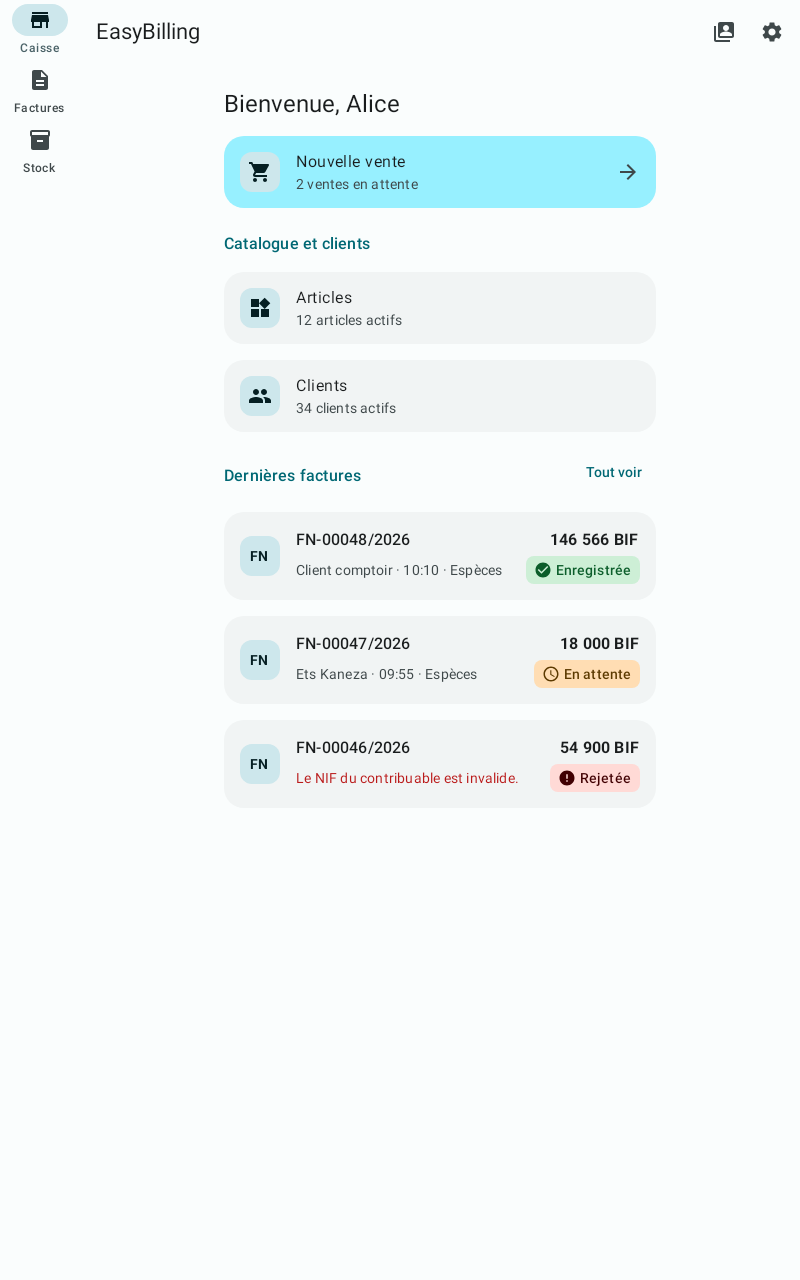 EasyBilling
Caisse
Factures
Stock
Bienvenue, Alice
Nouvelle vente
2 ventes en attente
Catalogue et clients
Articles
12 articles actifs
Clients
34 clients actifs
Dernières factures
Tout voir
FN
FN-00048/2026
146 566 BIF
Client comptoir · 10:10 · Espèces
Enregistrée
FN
FN-00047/2026
18 000 BIF
Ets Kaneza · 09:55 · Espèces
En attente
FN
FN-00046/2026
54 900 BIF
Le NIF du contribuable est invalide.
Rejetée